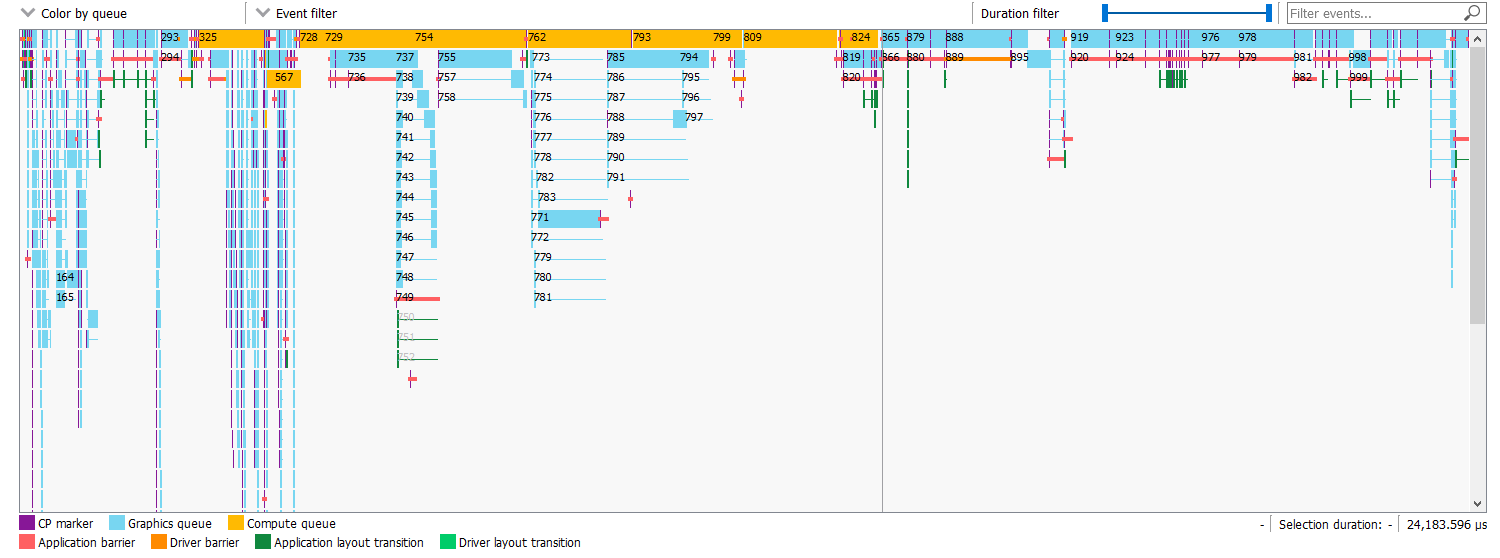 Color by queue Event filter Duration filter Filter events...
293 325 728 729 754 762 793 799 809 824 865 879 888 919 923 976 978
294 735 737 755 773 785 794 819 866 880 889 895 920 924 977 979 981 998
567 736 738 757 774 786 795 820 982 999
739 758 775 787 796
740 776 788 797
741 777 789
742 778 790
743 782 791
744 783
745 771
746 772
747 779
164 748 780
165 749 781
750
751
752
CP marker Graphics queue Compute queue - Selection duration: - 24,183.596 µs
Application barrier Driver barrier Application layout transition Driver layout transition